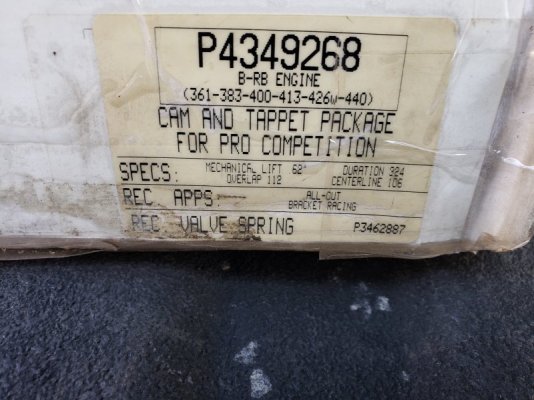 P4349268
B-RB ENGINE
(361-383-400-413-426W-440)
CAM AND TAPPET PACKAGE
FOR PRO COMPETITION
SPECS: MECHANICAL LIFT 62" DURATION 324
OVERLAP 112 CENTERLINE 106
REC. APPS: ALL-OUT
BRACKET RACING
REC VALVE SPRING P3462887